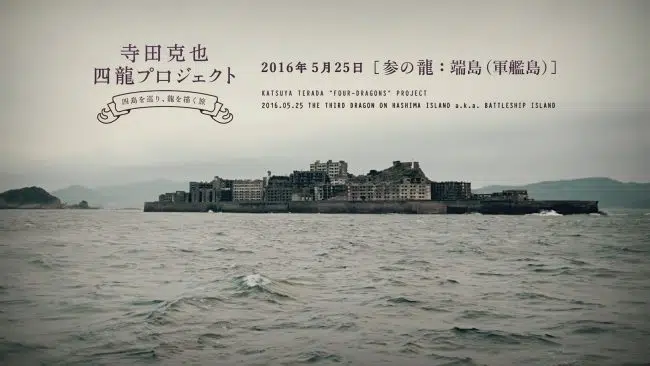 寺田克也
四龍プロジェクト
四島を巡り、龍を描く旅
2016年5月25日［参の龍：端島（軍艦島）］
KATSUYA TERADA "FOUR-DRAGONS" PROJECT
2016.05.25 THE THIRD DRAGON ON HASHIMA ISLAND a.k.a. BATTLESHIP ISLAND